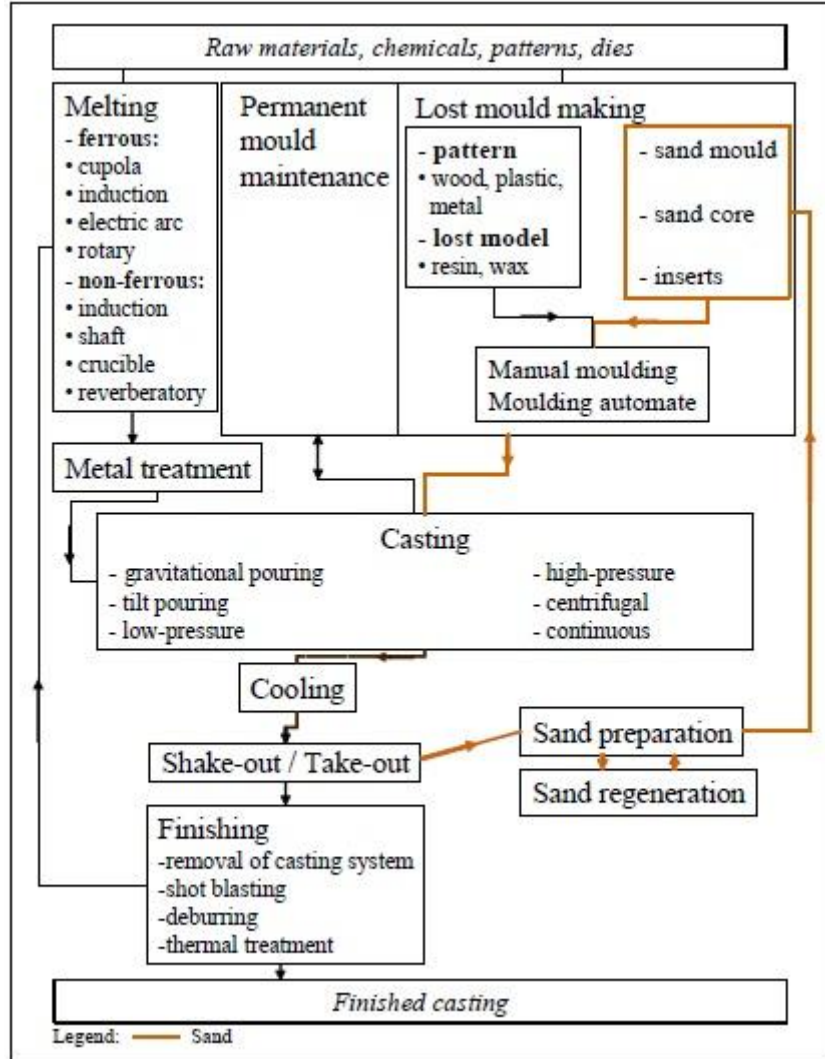 Raw materials, chemicals, patterns, dies
Melting
- ferrous:
• cupola
• induction
• electric arc
• rotary
- non-ferrous:
• induction
• shaft
• crucible
• reverberatory
Permanent
mould
maintenance
Lost mould making
- pattern
• wood, plastic,
metal
- lost model
• resin, wax
- sand mould
- sand core
- inserts
Manual moulding
Moulding automate
Metal treatment
Casting
- gravitational pouring
- tilt pouring
- low-pressure
- high-pressure
- centrifugal
- continuous
Cooling
Shake-out / Take-out
Sand preparation
Sand regeneration
Finishing
-removal of casting system
-shot blasting
-deburring
-thermal treatment
Finished casting
Legend: Sand